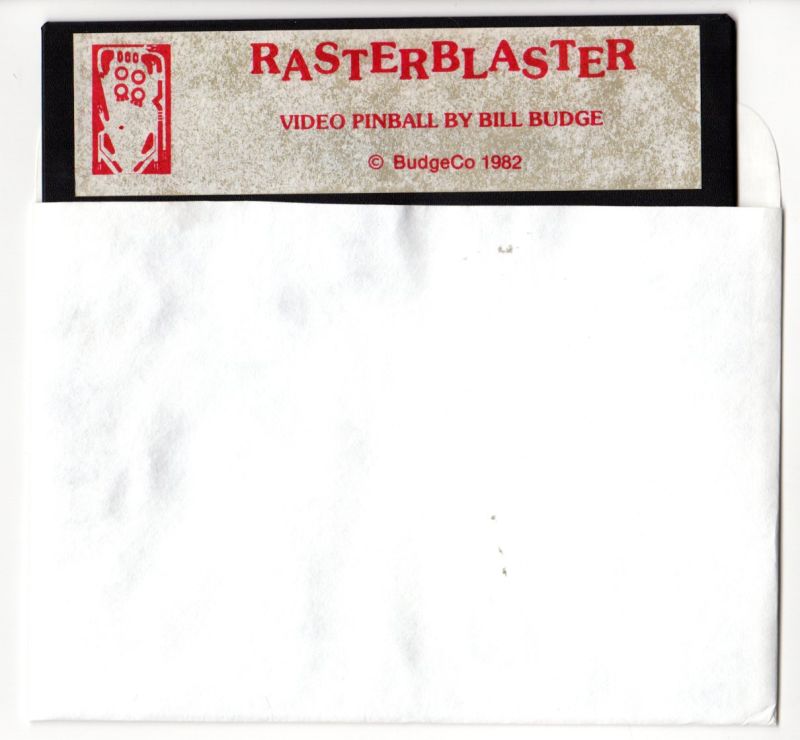 RASTERBLASTER
VIDEO PINBALL BY BILL BUDGE
© BudgeCo 1982